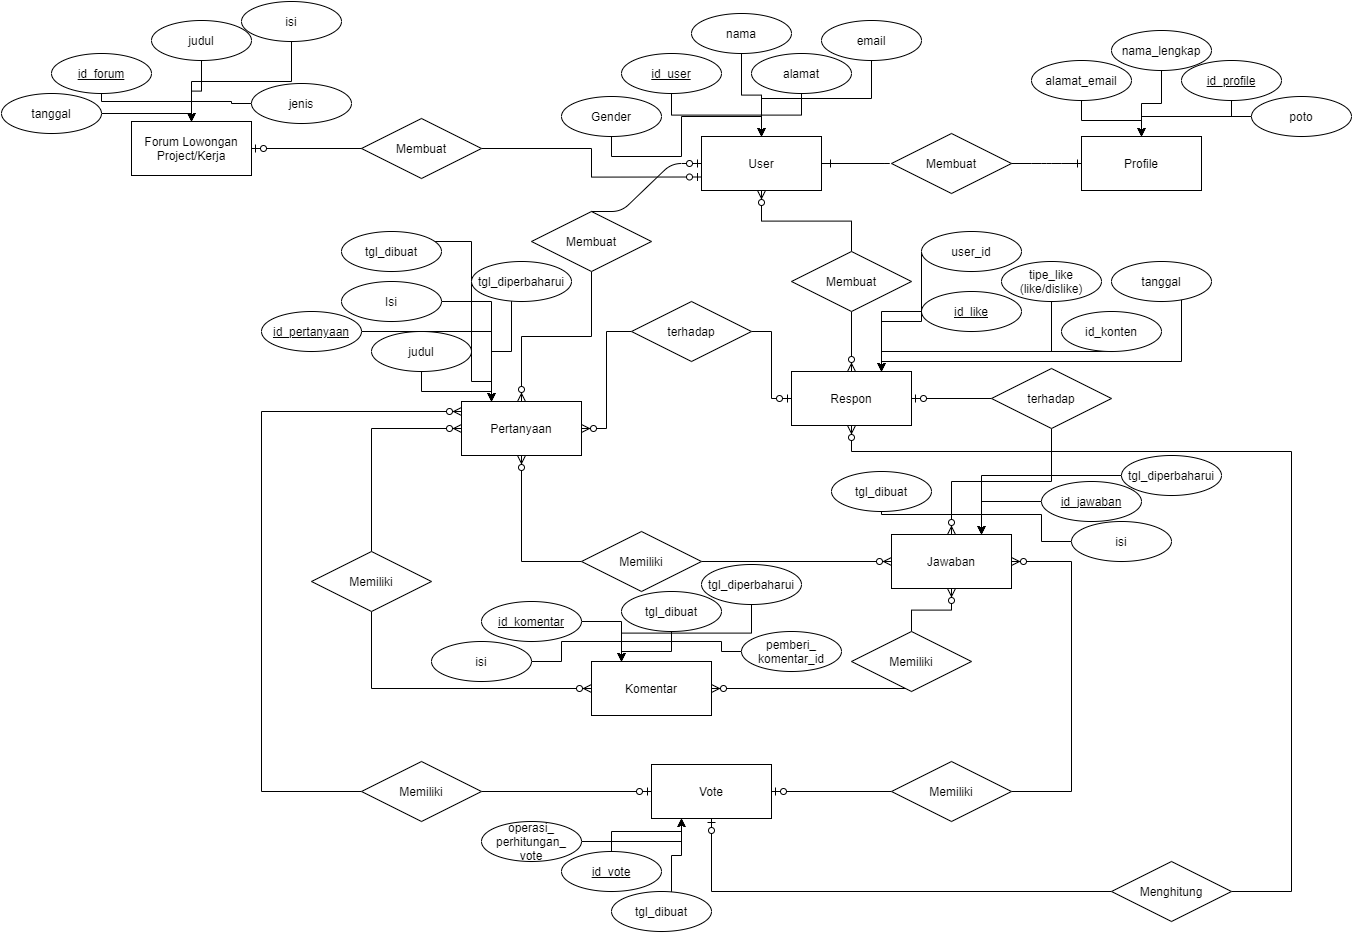 isi
judul
id_forum
tanggal
jenis
Forum Lowongan
Project/Kerja
Membuat
nama
email
id_user
alamat
Gender
User
Membuat
nama_lengkap
alamat_email
id_profile
poto
Profile
Membuat
tgl_dibuat
tgl_diperbaharui
Isi
id_pertanyaan
judul
Pertanyaan
terhadap
Membuat
user_id
tipe_like
(like/dislike)
tanggal
id_like
id_konten
Respon
terhadap
tgl_diperbaharui
tgl_dibuat
id_jawaban
isi
Jawaban
Memiliki
Memiliki
tgl_diperbaharui
tgl_dibuat
id_komentar
isi
pemberi_
komentar_id
Komentar
Memiliki
Memiliki
Vote
Memiliki
operasi_
perhitungan_
vote
id_vote
tgl_dibuat
Menghitung